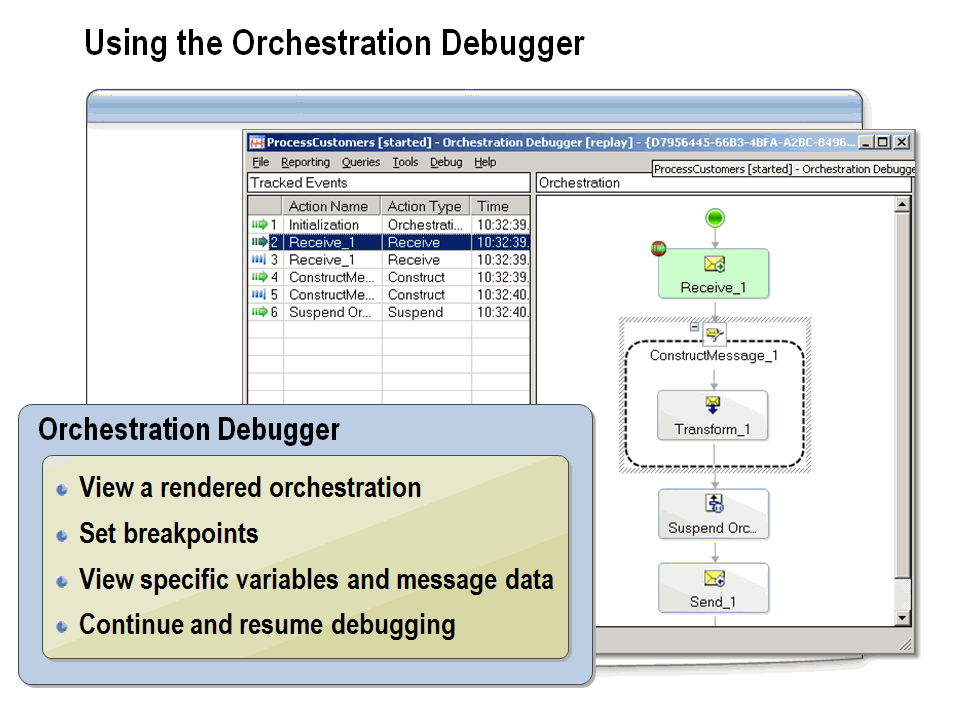 Using the Orchestration Debugger
ProcessCustomers [started] - Orchestration Debugger [replay] - {D7956445-66B3-4BFA-A2BC-8496...
File Reporting Queries Tools Debug Help
ProcessCustomers [started] - Orchestration Debugge
Tracked Events
Orchestration
Action Name Action Type Time
1 Initialization Orchestrati... 10:32:39.
2 Receive_1 Receive 10:32:39.
3 Receive_1 Receive 10:32:39.
4 ConstructMe... Construct 10:32:39.
5 ConstructMe... Construct 10:32:40.
6 Suspend Or... Suspend 10:32:40.
Receive_1
ConstructMessage_1
Transform_1
Suspend Orc...
Send_1
Orchestration Debugger
View a rendered orchestration
Set breakpoints
View specific variables and message data
Continue and resume debugging